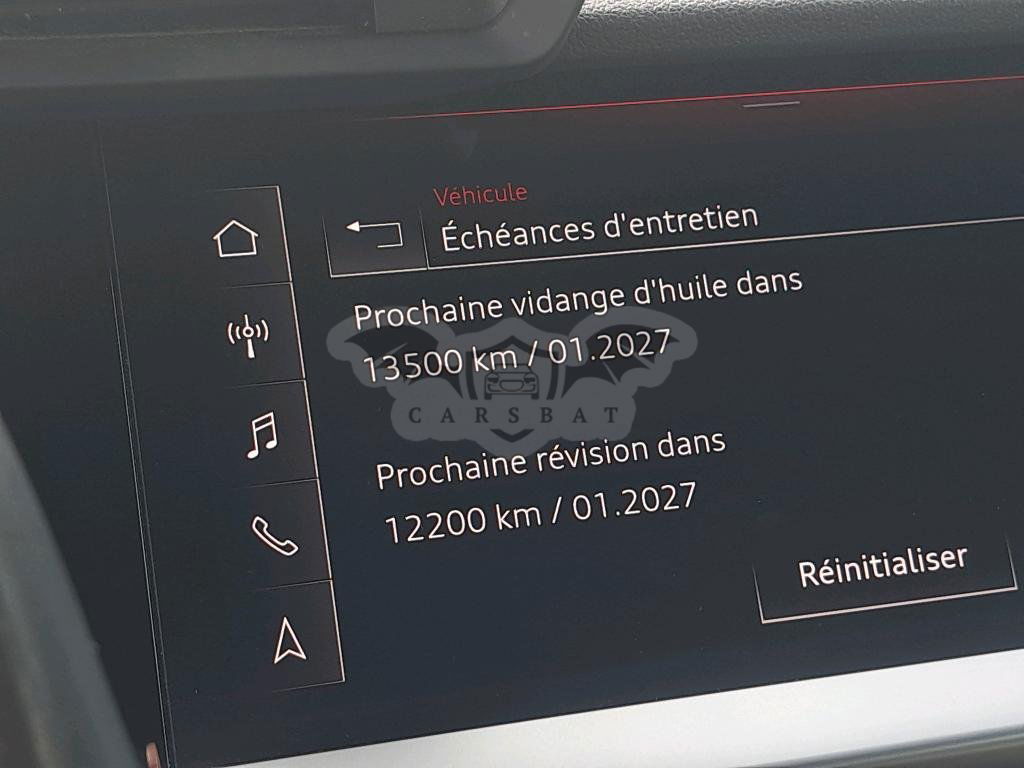 Véhicule
Échéances d'entretien
Prochaine vidange d'huile dans
13500 km / 01.2027
CARSBAT
Prochaine révision dans
12200 km / 01.2027
Réinitialiser